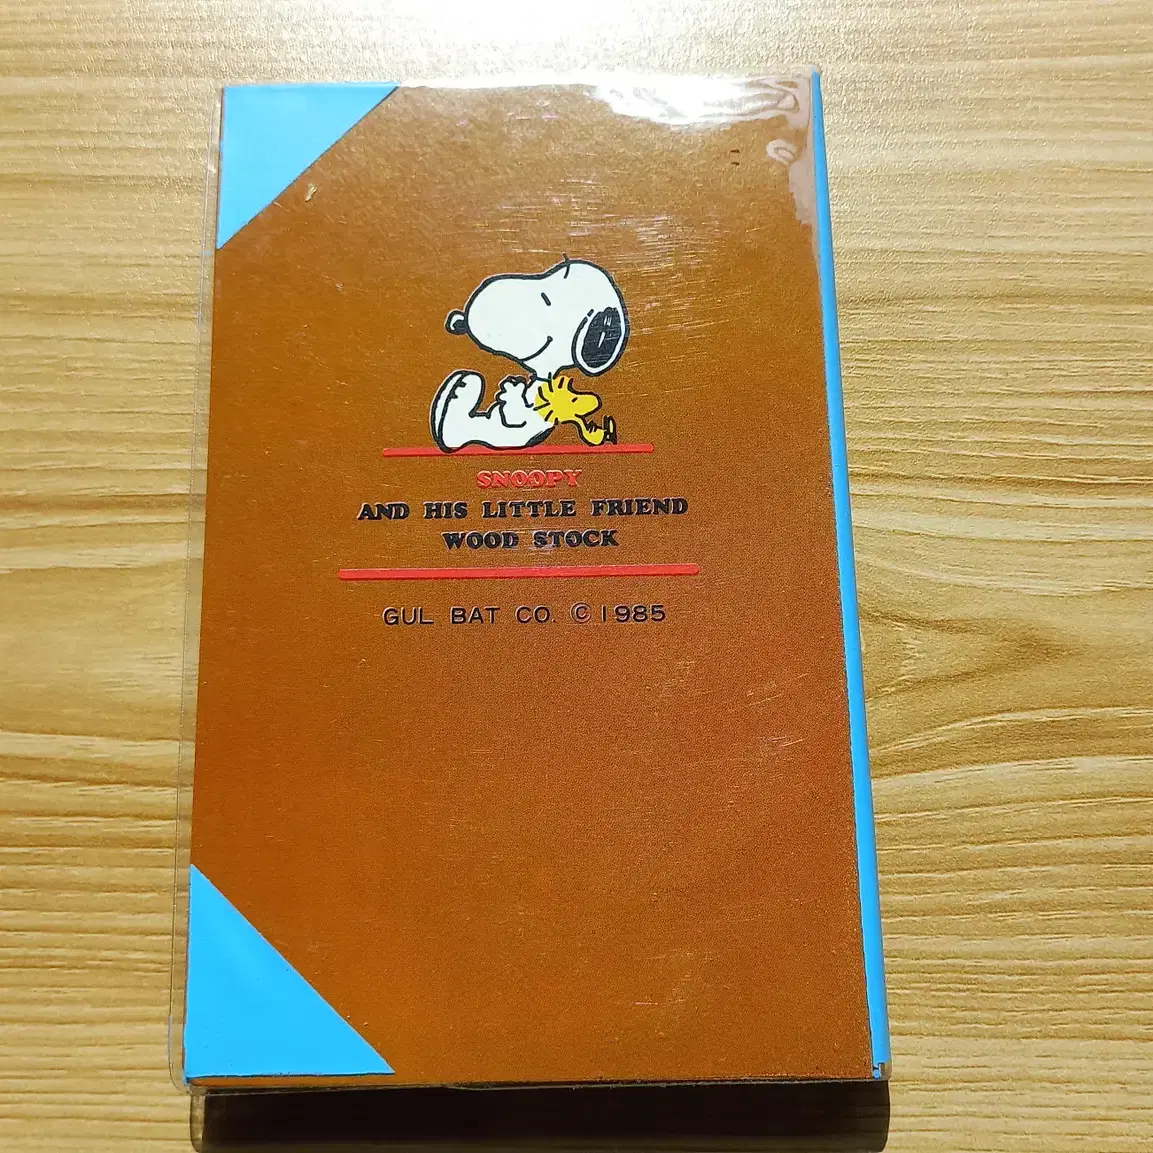 SNOOPY
AND HIS LITTLE FRIEND
WOOD STOCK
GUL BAT CO. © 1985